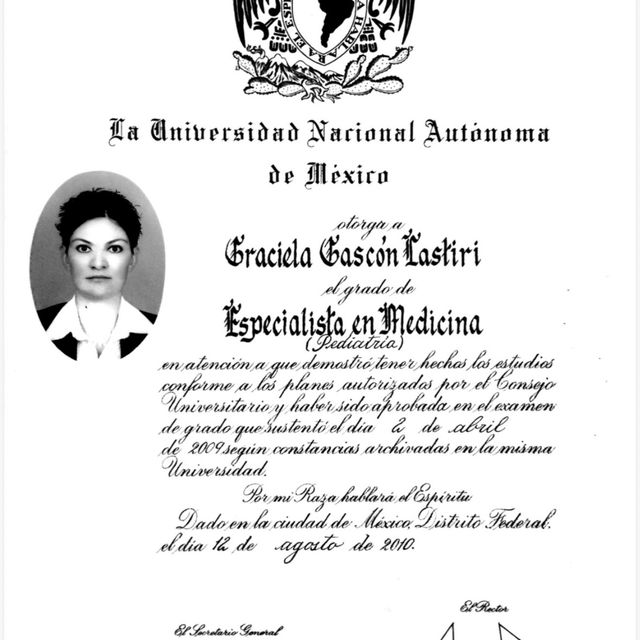 La Universidad Nacional Autónoma
de México
otorga a
Graciela Gascón Lastiri
el grado de
Especialista en Medicina
(Pediatría)
en atención a que demostró tener hechos los estudios
conforme a los planes autorizados por el Consejo
Universitario y haber sido aprobada en el examen
de grado que sustentó el día 2 de abril
de 2009 según constancias archivadas en la misma
Universidad.
Por mi Raza hablará el Espíritu
Dado en la ciudad de México, Distrito Federal,
el día 12 de agosto de 2010.
El Rector
El Secretario General